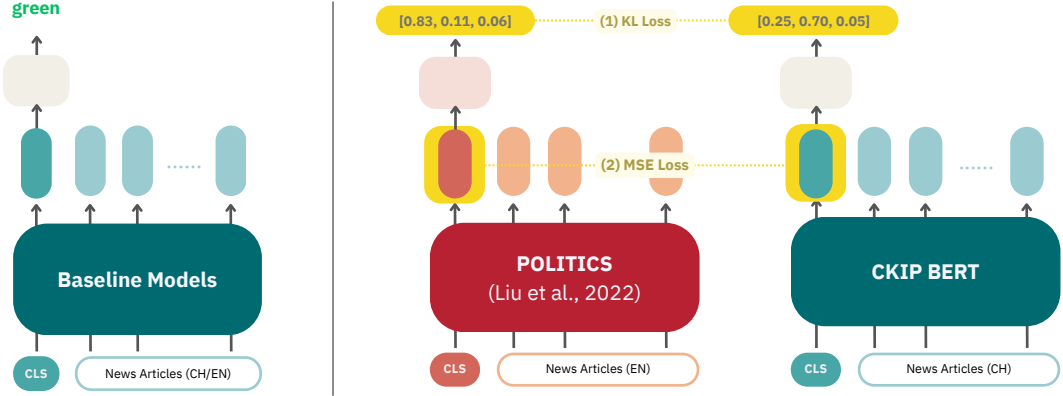 green
Baseline Models
CLS
News Articles (CH/EN)
[0.83, 0.11, 0.06]
(1) KL Loss
[0.25, 0.70, 0.05]
(2) MSE Loss
......
......
POLITICS
(Liu et al., 2022)
CKIP BERT
CLS
News Articles (EN)
CLS
News Articles (CH)